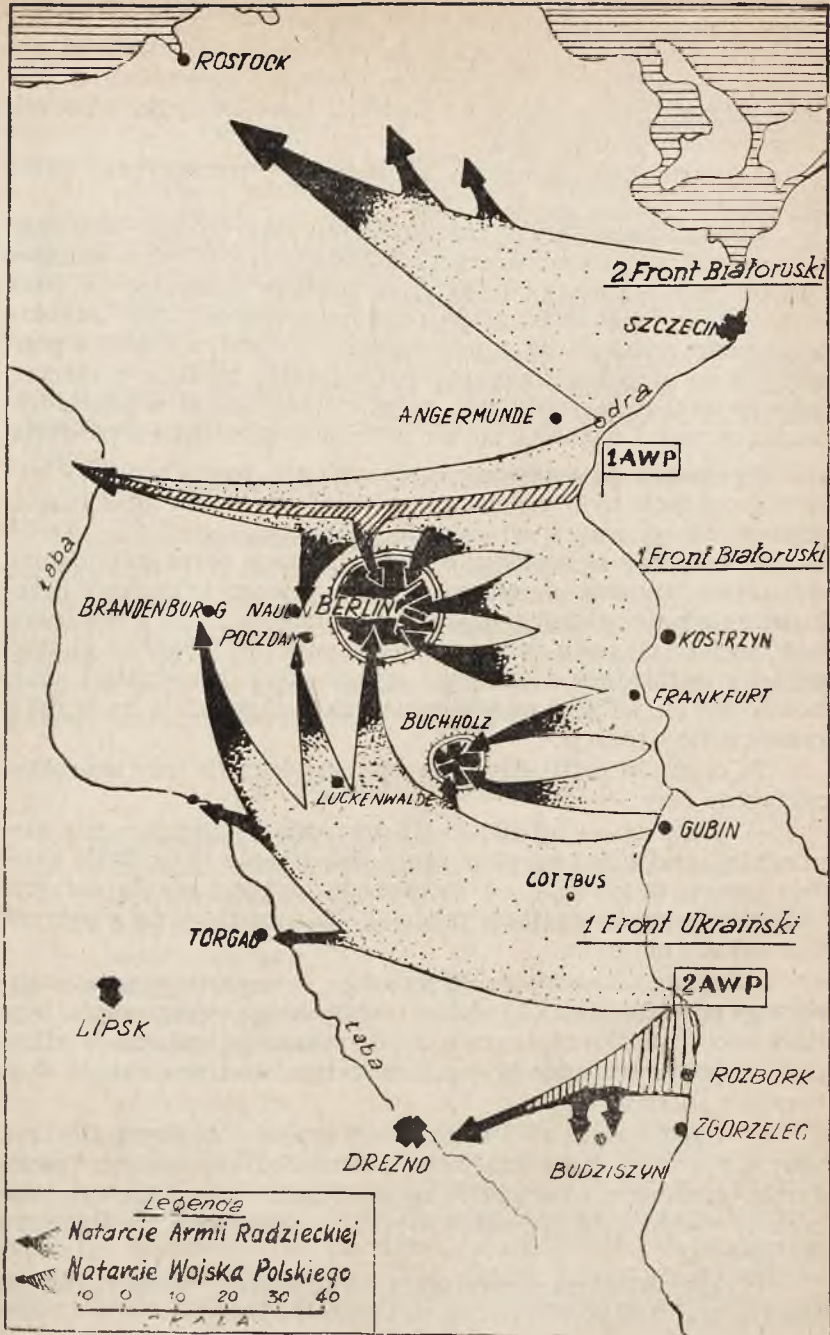 ROSTOCK
2 Front Białoruski
SZCZECIN
ANGERMUNDE
Odra
1AWP
Łaba
1 Front Białoruski
BRANDENBURG
NAUEN
BERLIN
POCZDAM
KOSTRZYN
FRANKFURT
BUCHHOLZ
LUCKENWALDE
GUBIN
COTTBUS
1 Front Ukraiński
TORGAU
2AWP
LIPSK
Łaba
ROZBORK
ZGORZELEC
DREZNO
BUDZISZYN
Legenda
Natarcie Armii Radzieckiej
Natarcie Wojska Polskiego
10 0 10 20 30 40
SKALA